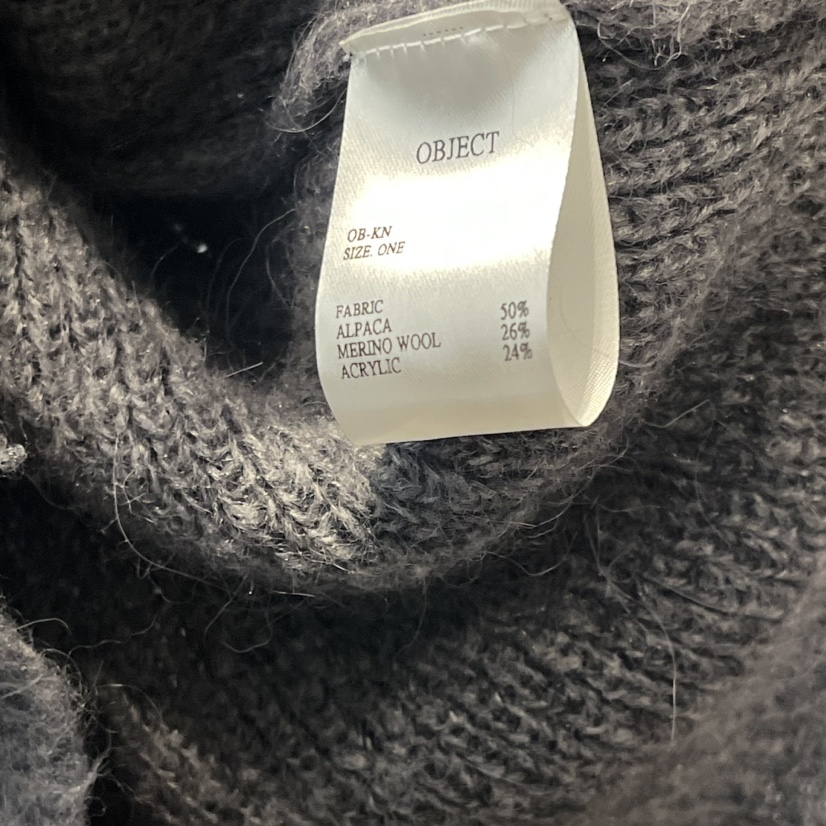 OBJECT
OB-KN
SIZE. ONE
FABRIC
ALPACA 50%
MERINO WOOL 26%
ACRYLIC 24%